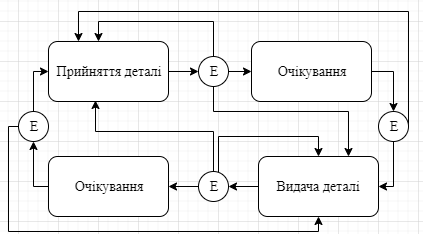 Прийняття деталі
E
Очікування
E
E
Очікування
E
Видача деталі